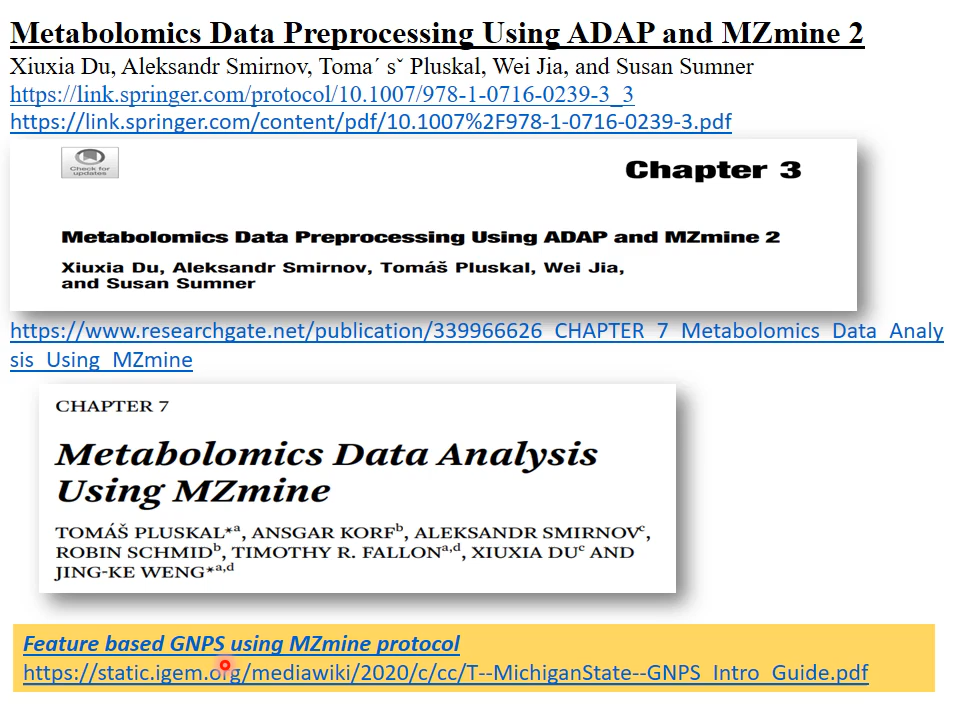 Metabolomics Data Preprocessing Using ADAP and MZmine 2
Xiuxia Du, Aleksandr Smirnov, Toma´ sˇ Pluskal, Wei Jia, and Susan Sumner
https://link.springer.com/protocol/10.1007/978-1-0716-0239-3_3
https://link.springer.com/content/pdf/10.1007%2F978-1-0716-0239-3.pdf
Check for
updates
Chapter 3
Metabolomics Data Preprocessing Using ADAP and MZmine 2
Xiuxia Du, Aleksandr Smirnov, Tomáš Pluskal, Wei Jia,
and Susan Sumner
https://www.researchgate.net/publication/339966626_CHAPTER_7_Metabolomics_Data_Analy
sis_Using_MZmine
CHAPTER 7
Metabolomics Data Analysis
Using MZmine
TOMÁŠ PLUSKAL*a, ANSGAR KORFb, ALEKSANDR SMIRNOVc,
ROBIN SCHMIDb, TIMOTHY R. FALLONa,d, XIUXIA DUc AND
JING-KE WENG*a,d
Feature based GNPS using MZmine protocol
https://static.igem.org/mediawiki/2020/c/cc/T--MichiganState--GNPS_Intro_Guide.pdf